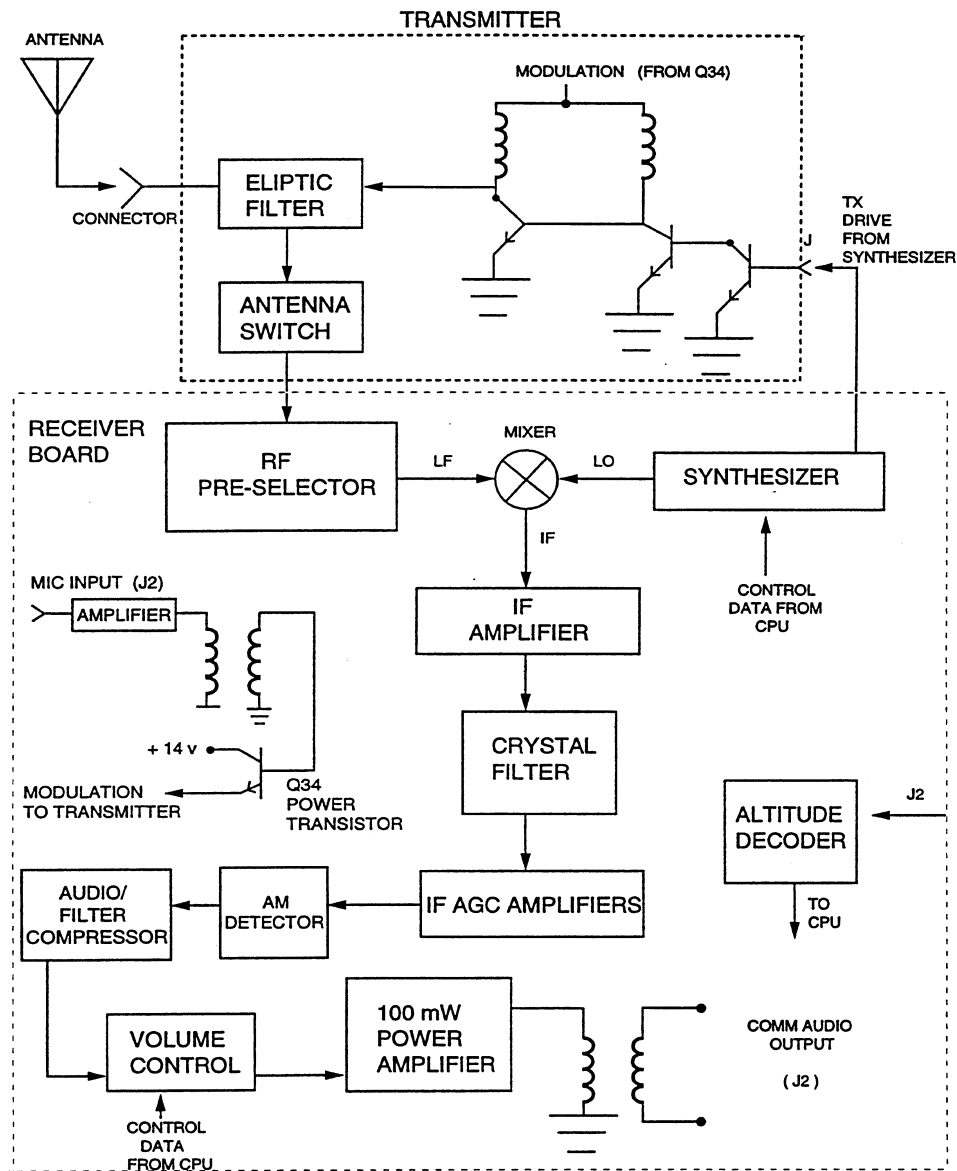 TRANSMITTER
ANTENNA
MODULATION (FROM Q34)
ELIPTIC
FILTER
CONNECTOR
TX
DRIVE
FROM
SYNTHESIZER
J
ANTENNA
SWITCH
RECEIVER
BOARD
RF
PRE-SELECTOR
LF
MIXER
LO
SYNTHESIZER
IF
CONTROL
DATA FROM
CPU
MIC INPUT (J2)
AMPLIFIER
IF
AMPLIFIER
CRYSTAL
FILTER
+ 14 v
Q34
POWER
TRANSISTOR
MODULATION
TO TRANSMITTER
J2
ALTITUDE
DECODER
TO
CPU
AUDIO/
FILTER
COMPRESSOR
AM
DETECTOR
IF AGC AMPLIFIERS
VOLUME
CONTROL
100 mW
POWER
AMPLIFIER
COMM AUDIO
OUTPUT
( J2 )
CONTROL
DATA
FROM CPU